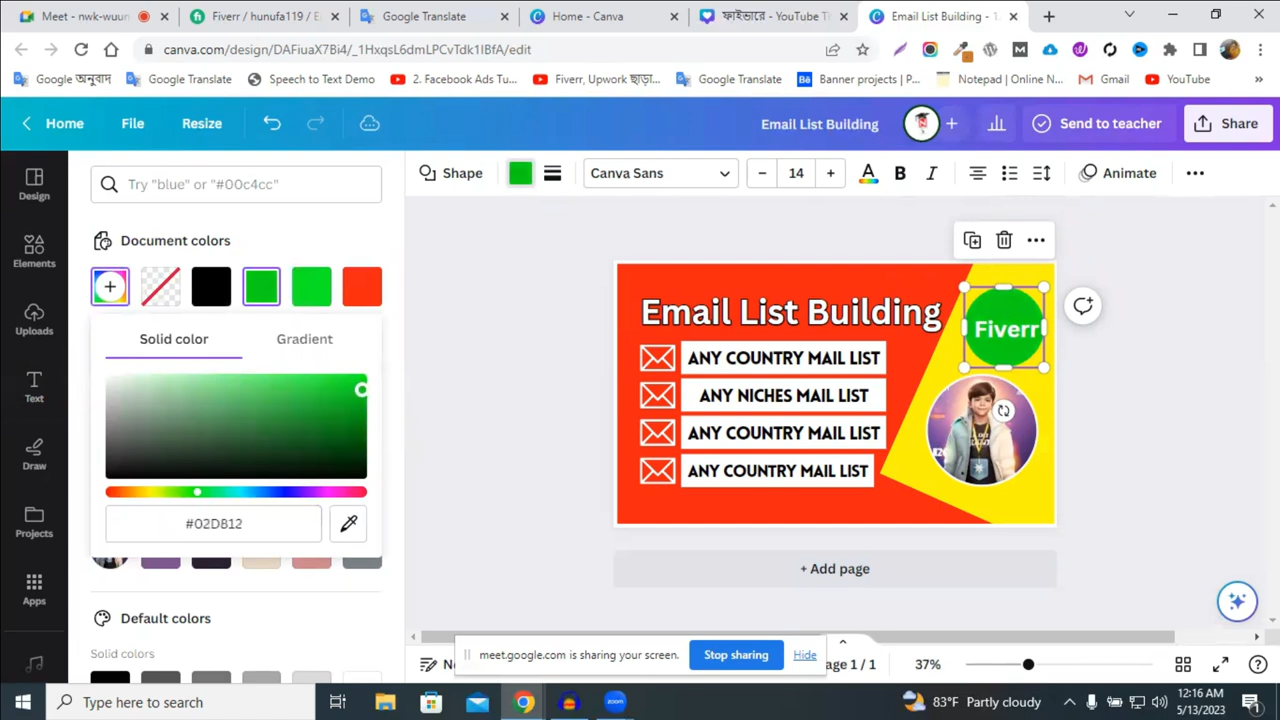 Meet - nwk-wuun
Fiverr / hunufa119 / E
Google Translate
Home - Canva
ফাইভারে - YouTube T
Email List Building - 1
canva.com/design/DAFiuaX7Bi4/_1HxqsL6dmLPCvTdk1IBfA/edit
Google অনুবাদ
Google Translate
Speech to Text Demo
2. Facebook Ads Tu...
Fiverr, Upwork ছাড়া...
Google Translate
Banner projects | P...
Notepad | Online N...
Gmail
YouTube
Home
File
Resize
Email List Building
Send to teacher
Share
Design
Elements
Uploads
Text
Draw
Projects
Apps
Try "blue" or "#00c4cc"
Document colors
Solid color
Gradient
#02DB12
Default colors
Solid colors
Shape
Canva Sans
14
Animate
Email List Building
ANY COUNTRY MAIL LIST
ANY NICHES MAIL LIST
ANY COUNTRY MAIL LIST
ANY COUNTRY MAIL LIST
Fiverr
+ Add page
meet.google.com is sharing your screen.
Stop sharing
Hide
age 1 / 1
37%
Type here to search
83°F Partly cloudy
12:16 AM
5/13/2023